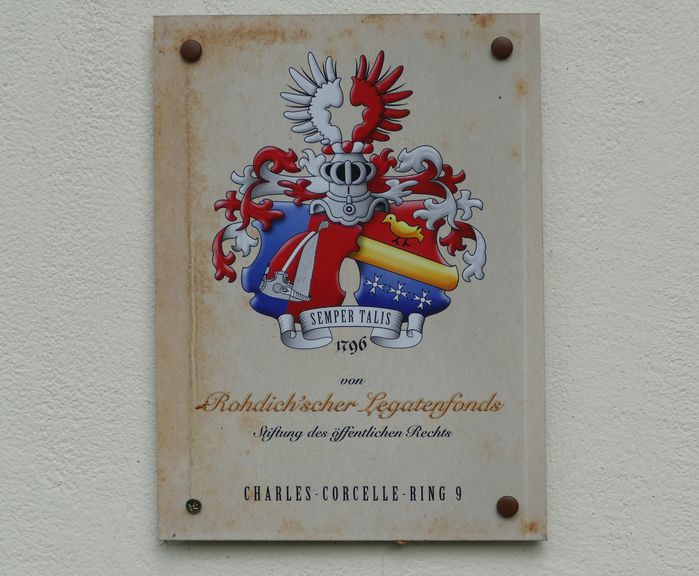 SEMPER TALIS
1796
von
Rohdich'scher Legatenfonds
Stiftung des öffentlichen Rechts
CHARLES-CORCELLE-RING 9